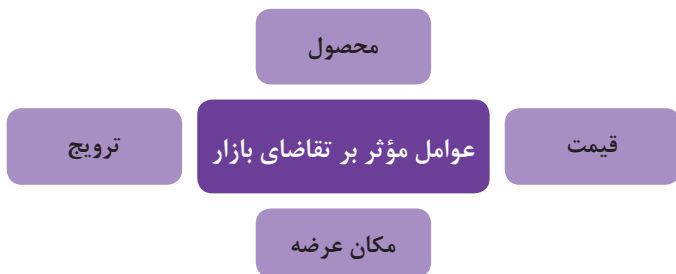 محصول
قیمت
عوامل مؤثر بر تقاضای بازار
ترویج
مکان عرضه